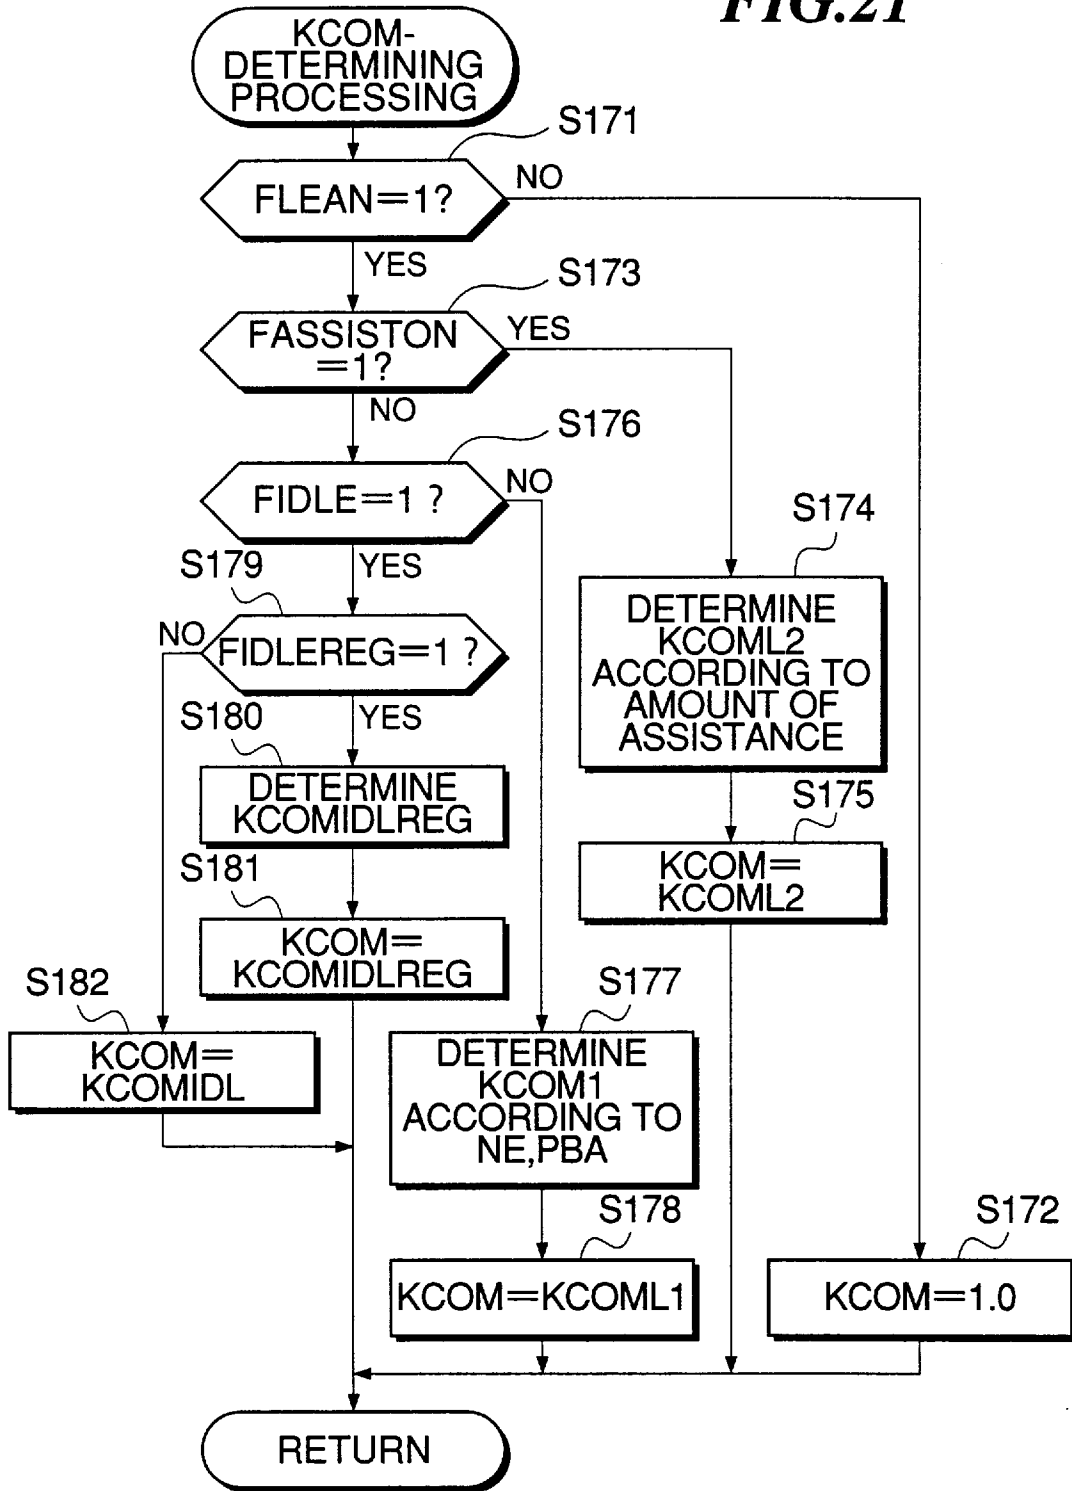 FIG.21
KCOM-
DETERMINING
PROCESSING
S171
FLEAN=1?
NO
YES
S173
FASSISTON
=1?
YES
NO
S176
FIDLE=1 ?
NO
YES
S174
DETERMINE
KCOML2
ACCORDING TO
AMOUNT OF
ASSISTANCE
S179
NO
FIDLEREG=1 ?
YES
S180
DETERMINE
KCOMIDLREG
S175
KCOM=
KCOML2
S181
KCOM=
KCOMIDLREG
S182
KCOM=
KCOMIDL
S177
DETERMINE
KCOM1
ACCORDING TO
NE,PBA
S178
KCOM=KCOML1
S172
KCOM=1.0
RETURN